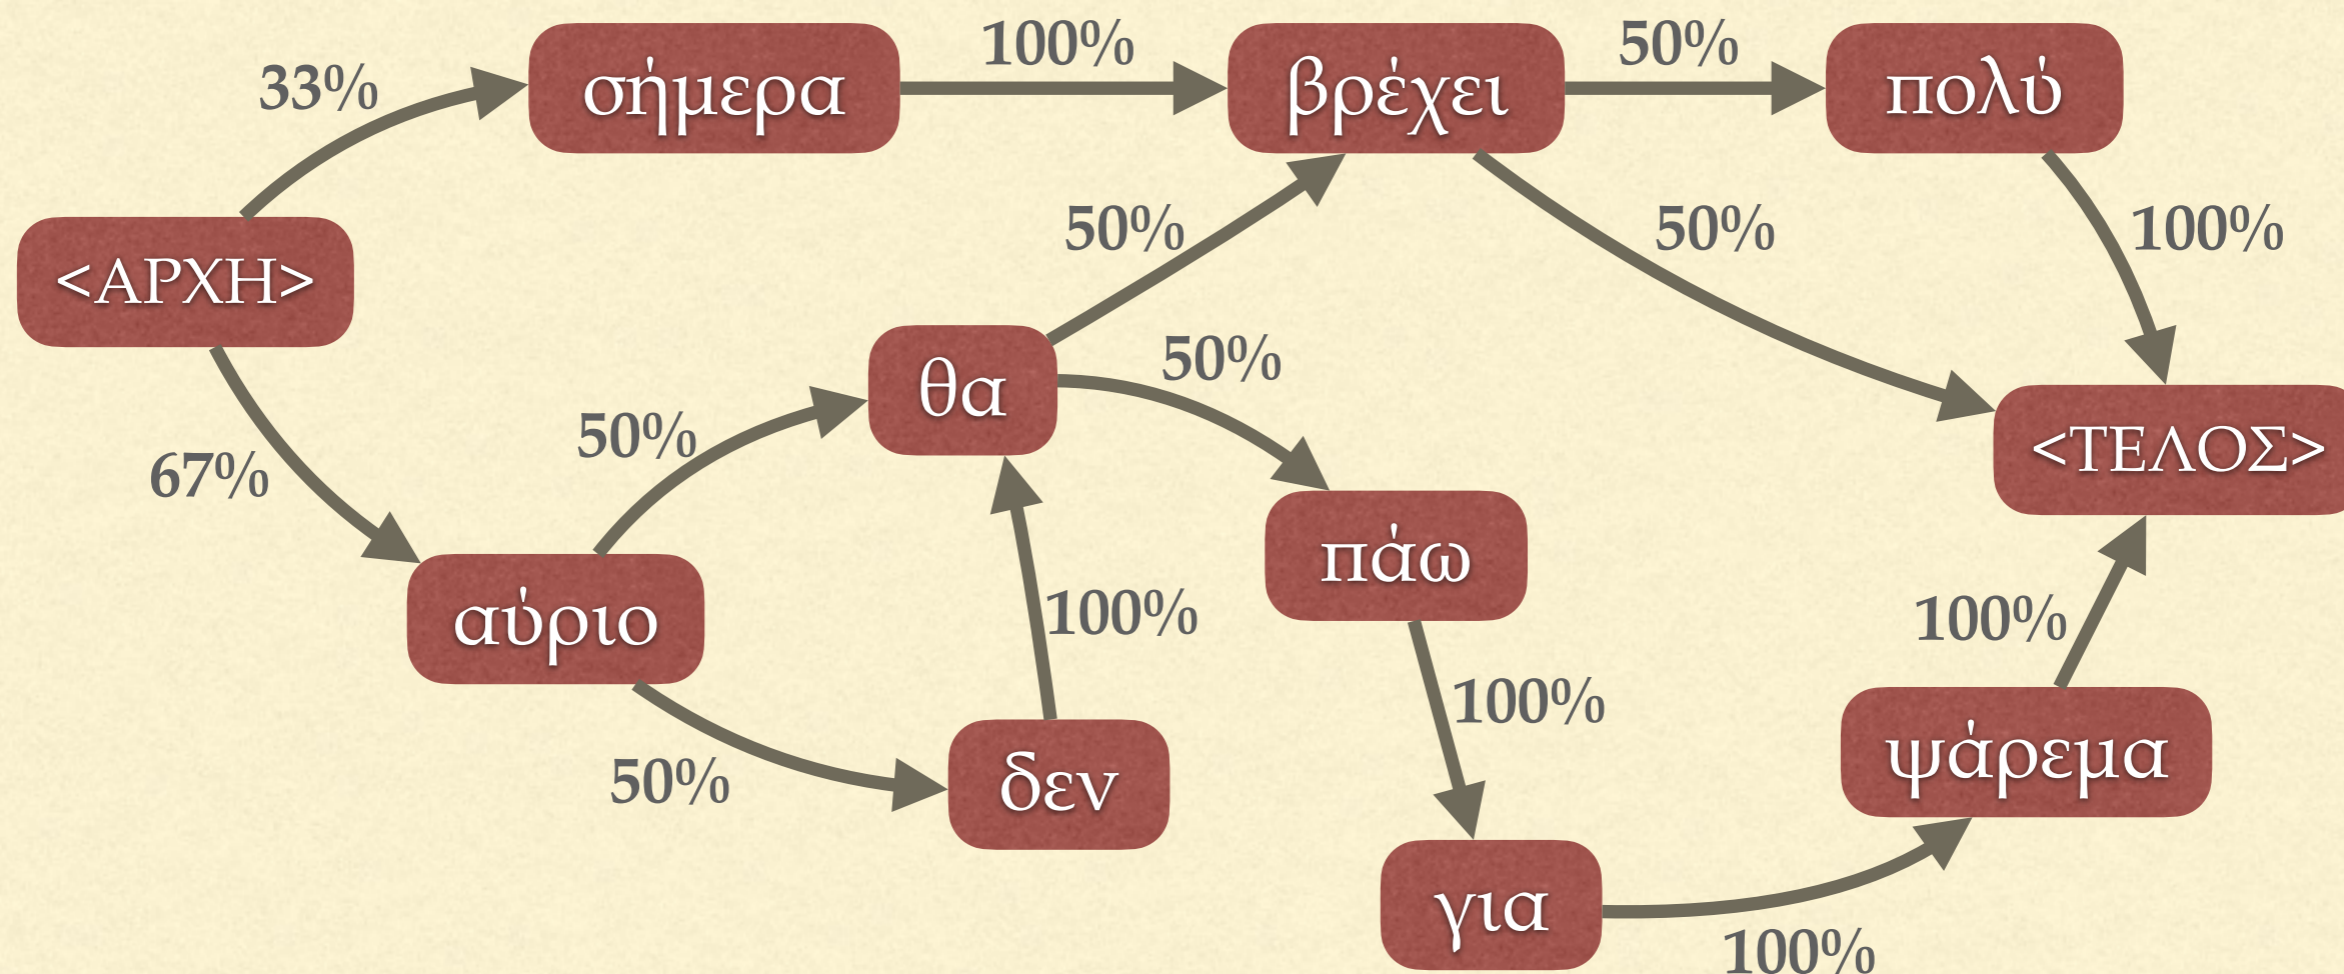 33%
σήμερα
100%
βρέχει
50%
πολύ
<ΑΡΧΗ>
50%
50%
100%
θα
50%
67%
αύριο
50%
50%
δεν
100%
πάω
100%
για
100%
ψάρεμα
100%
<ΤΕΛΟΣ>